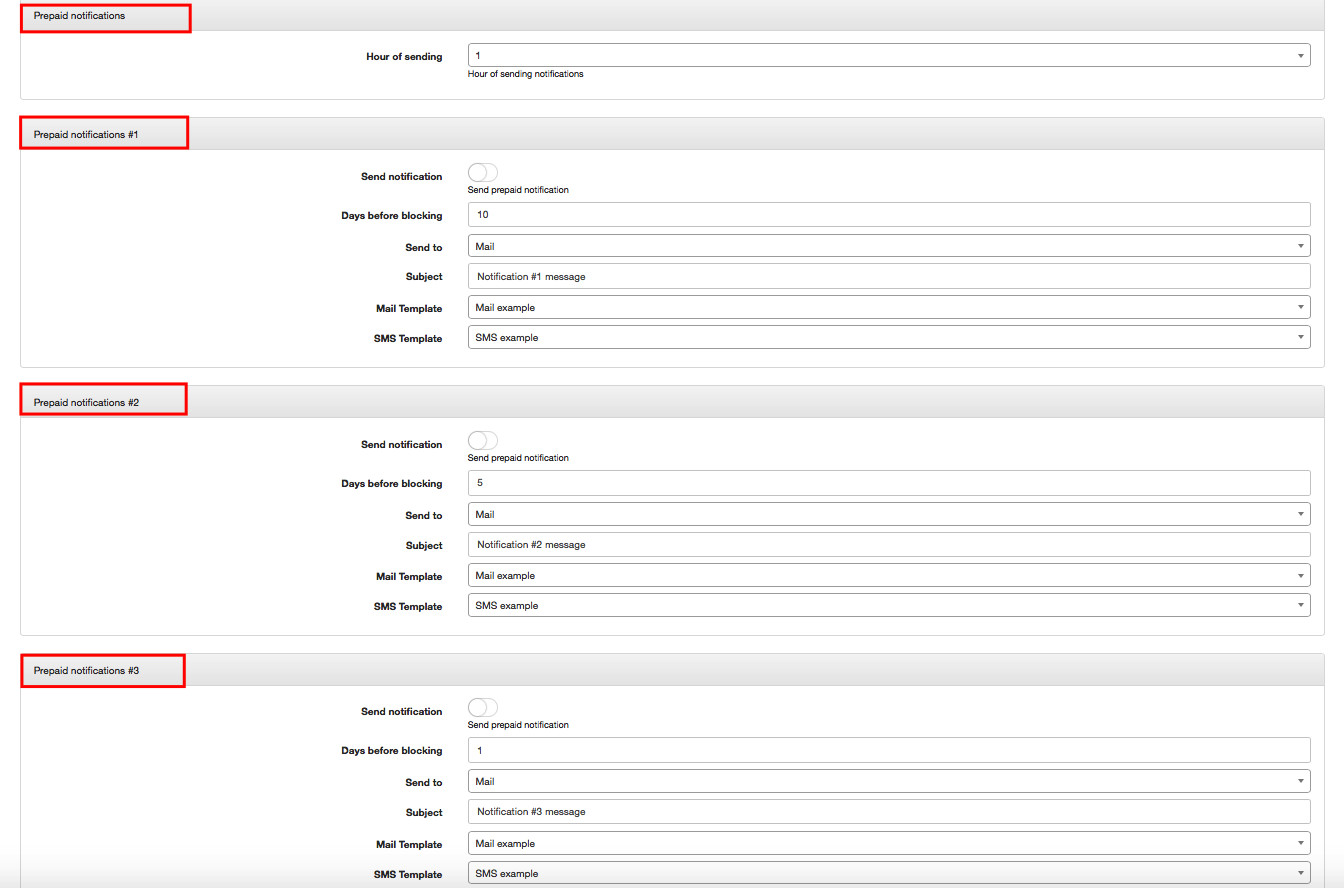 Prepaid notifications
Hour of sending 1
Hour of sending notifications
Prepaid notifications #1
Send notification
Send prepaid notification
Days before blocking 10
Send to Mail
Subject Notification #1 message
Mail Template Mail example
SMS Template SMS example
Prepaid notifications #2
Send notification
Send prepaid notification
Days before blocking 5
Send to Mail
Subject Notification #2 message
Mail Template Mail example
SMS Template SMS example
Prepaid notifications #3
Send notification
Send prepaid notification
Days before blocking 1
Send to Mail
Subject Notification #3 message
Mail Template Mail example
SMS Template SMS example